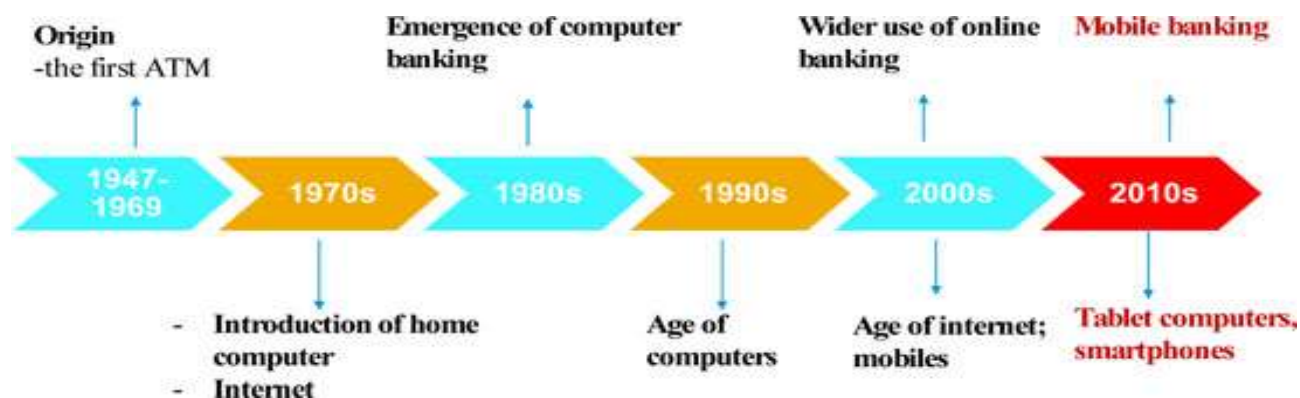 Origin
-the first ATM
Emergence of computer
banking
Wider use of online
banking
Mobile banking
1947-
1969
1970s
1980s
1990s
2000s
2010s
- Introduction of home
computer
- Internet
Age of
computers
Age of internet;
mobiles
Tablet computers,
smartphones